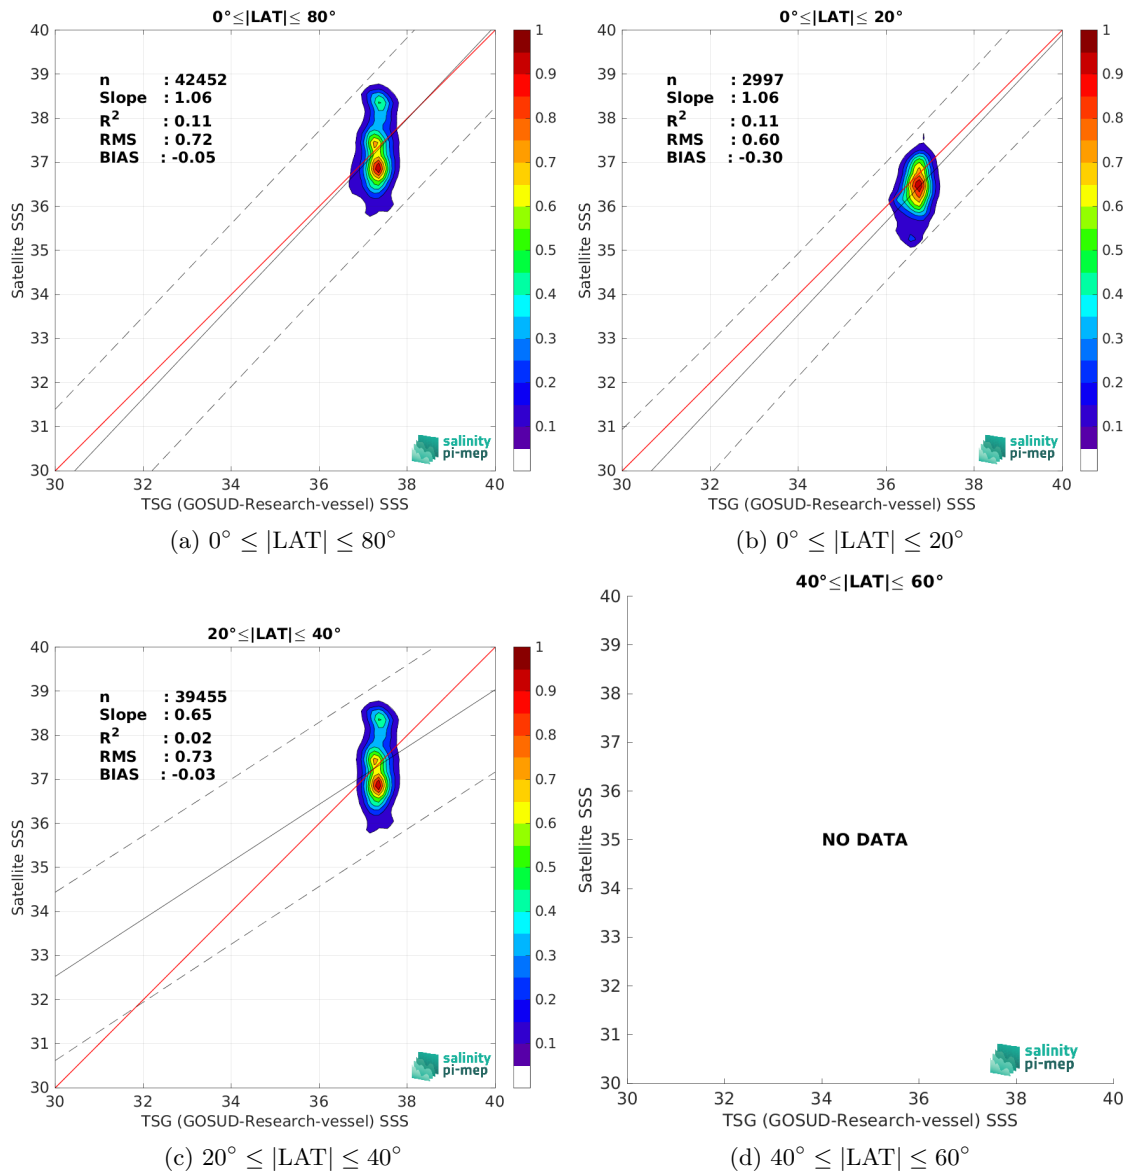 0°≤|LAT|≤ 80°
n : 42452
Slope : 1.06
R² : 0.11
RMS : 0.72
BIAS : -0.05
40
39
38
37
36
35
34
33
32
31
30
30 32 34 36 38 40
Satellite SSS
TSG (GOSUD-Research-vessel) SSS
1
0.9
0.8
0.7
0.6
0.5
0.4
0.3
0.2
0.1
salinity
pi-mep
(a) 0° ≤ |LAT| ≤ 80°
0°≤|LAT|≤ 20°
n : 2997
Slope : 1.06
R² : 0.11
RMS : 0.60
BIAS : -0.30
40
39
38
37
36
35
34
33
32
31
30
30 32 34 36 38 40
Satellite SSS
TSG (GOSUD-Research-vessel) SSS
1
0.9
0.8
0.7
0.6
0.5
0.4
0.3
0.2
0.1
salinity
pi-mep
(b) 0° ≤ |LAT| ≤ 20°
20°≤|LAT|≤ 40°
n : 39455
Slope : 0.65
R² : 0.02
RMS : 0.73
BIAS : -0.03
40
39
38
37
36
35
34
33
32
31
30
30 32 34 36 38 40
Satellite SSS
TSG (GOSUD-Research-vessel) SSS
1
0.9
0.8
0.7
0.6
0.5
0.4
0.3
0.2
0.1
salinity
pi-mep
(c) 20° ≤ |LAT| ≤ 40°
40°≤|LAT|≤ 60°
40
39
38
37
36
35
34
33
32
31
30
30 32 34 36 38 40
Satellite SSS
NO DATA
TSG (GOSUD-Research-vessel) SSS
salinity
pi-mep
(d) 40° ≤ |LAT| ≤ 60°